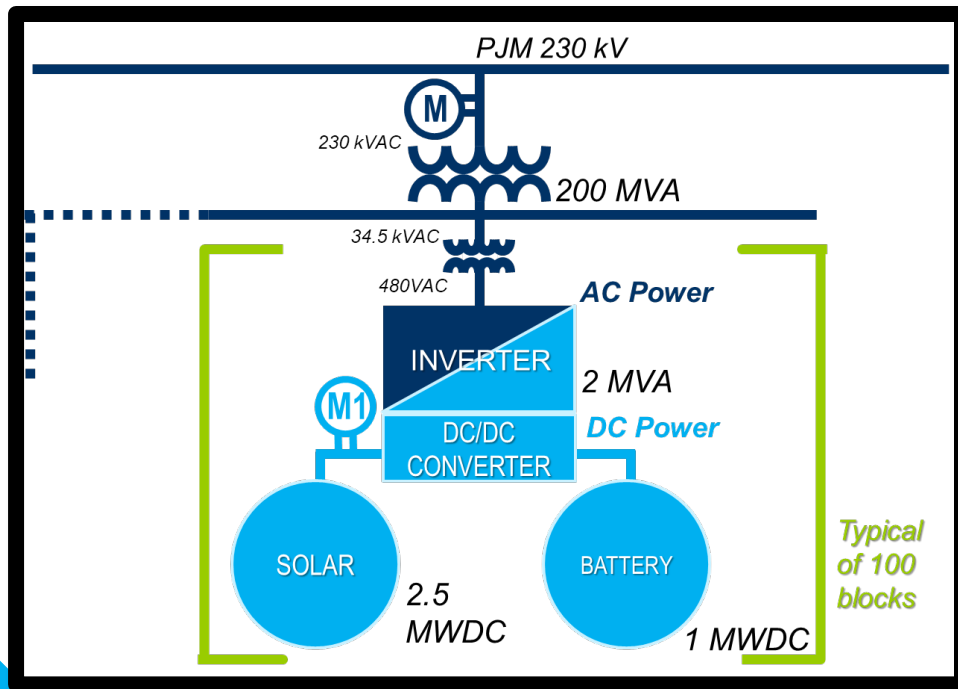 PJM 230 kV
M
230 kVAC
200 MVA
34.5 kVAC
480VAC
AC Power
INVERTER
2 MVA
M1
DC/DC
CONVERTER
DC Power
SOLAR
2.5
MWDC
BATTERY
1 MWDC
Typical
of 100
blocks